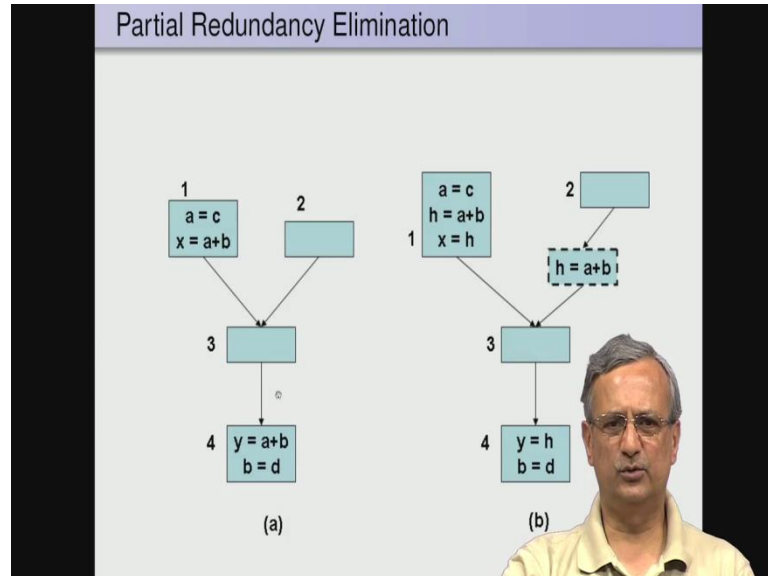 Partial Redundancy Elimination
1
a = c
x = a+b
2
3
4
y = a+b
b = d
(a)
a = c
h = a+b
x = h
1
2
h = a+b
3
4
y = h
b = d
(b)